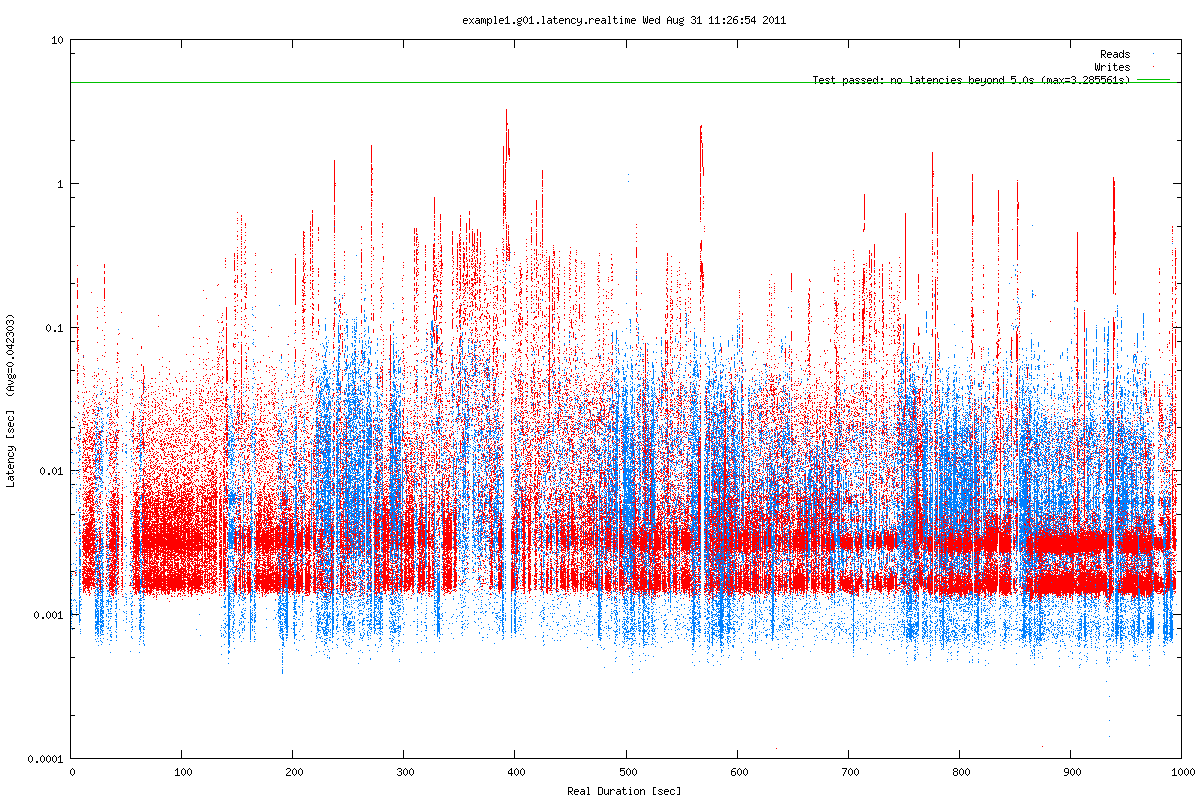 example1.g01.latency.realtime Wed Aug 31 11:26:54 2011
10
Reads
Writes
Test passed: no latencies beyond 5.0s (max=3.285561s)
1
0.1
0.01
0.001
0.0001
Latency [sec]  (Avg=0.042303)
0 100 200 300 400 500 600 700 800 900 1000
Real Duration [sec]